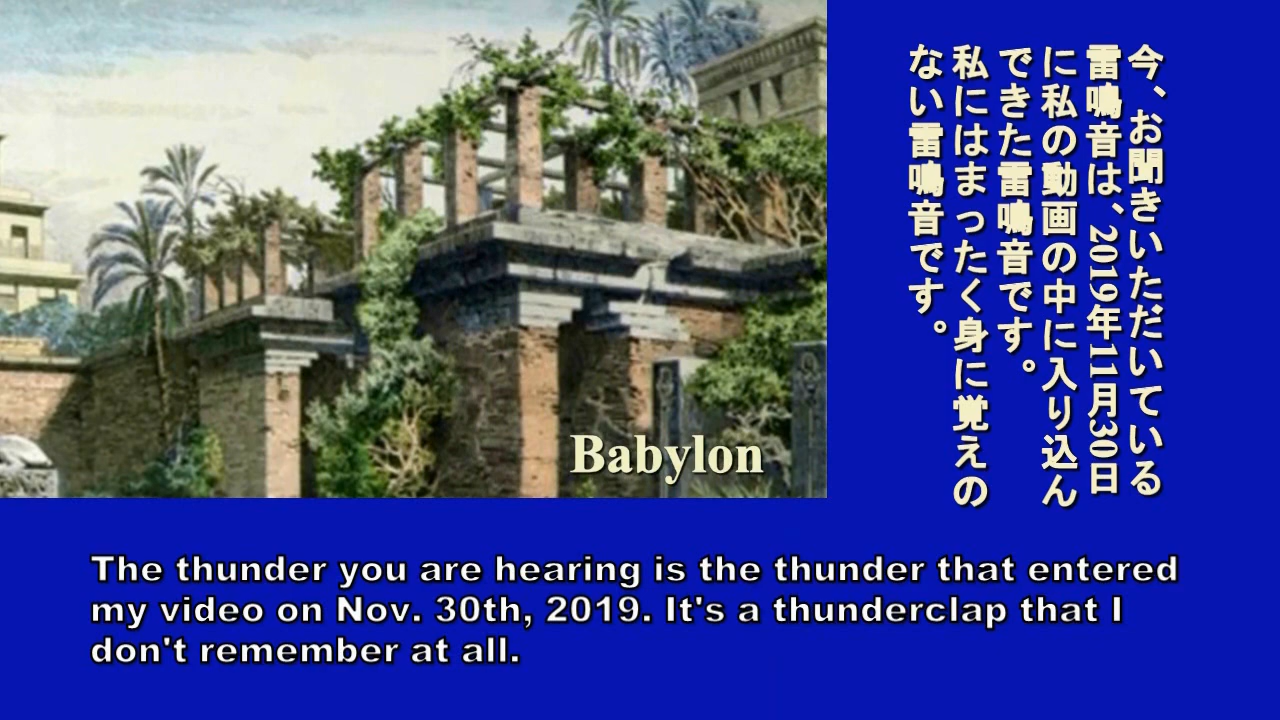 今、お聞きいただいている
雷鳴音は、2019年11月30日
に私の動画の中に入り込ん
できた雷鳴音です。
私にはまったく身に覚えの
ない雷鳴音です。
Babylon
The thunder you are hearing is the thunder that entered
my video on Nov. 30th, 2019. It's a thunderclap that I
don't remember at all.